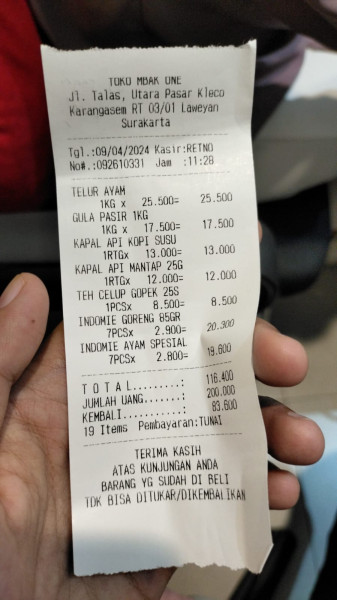 TOKO MBAK ONE
Jl. Talas, Utara Pasar Kleco
Karangasem RT 03/01 Laweyan
Surakarta
Tgl.:09/04/2024 Kasir:RETNO
No#.:092610331 Jam :11:28
TELUR AYAM
1KG x 25.500= 25.500
GULA PASIR 1KG
1KG x 17.500= 17.500
KAPAL API KOPI SUSU
1RTGx 13.000= 13.000
KAPAL API MANTAP 25G
1RTGx 12.000= 12.000
TEH CELUP GOPEK 25S
1PCSx 8.500= 8.500
INDOMIE GORENG 85GR
7PCSx 2.900= 20.300
INDOMIE AYAM SPESIAL
7PCSx 2.800= 19.600
T O T A L........: 116.400
JUMLAH UANG.......: 200.000
KEMBALI...........: 83.600
19 Items Pembayaran:TUNAI
TERIMA KASIH
ATAS KUNJUNGAN ANDA
BARANG YG SUDAH DI BELI
TDK BISA DITUKAR/DIKEMBALIKAN